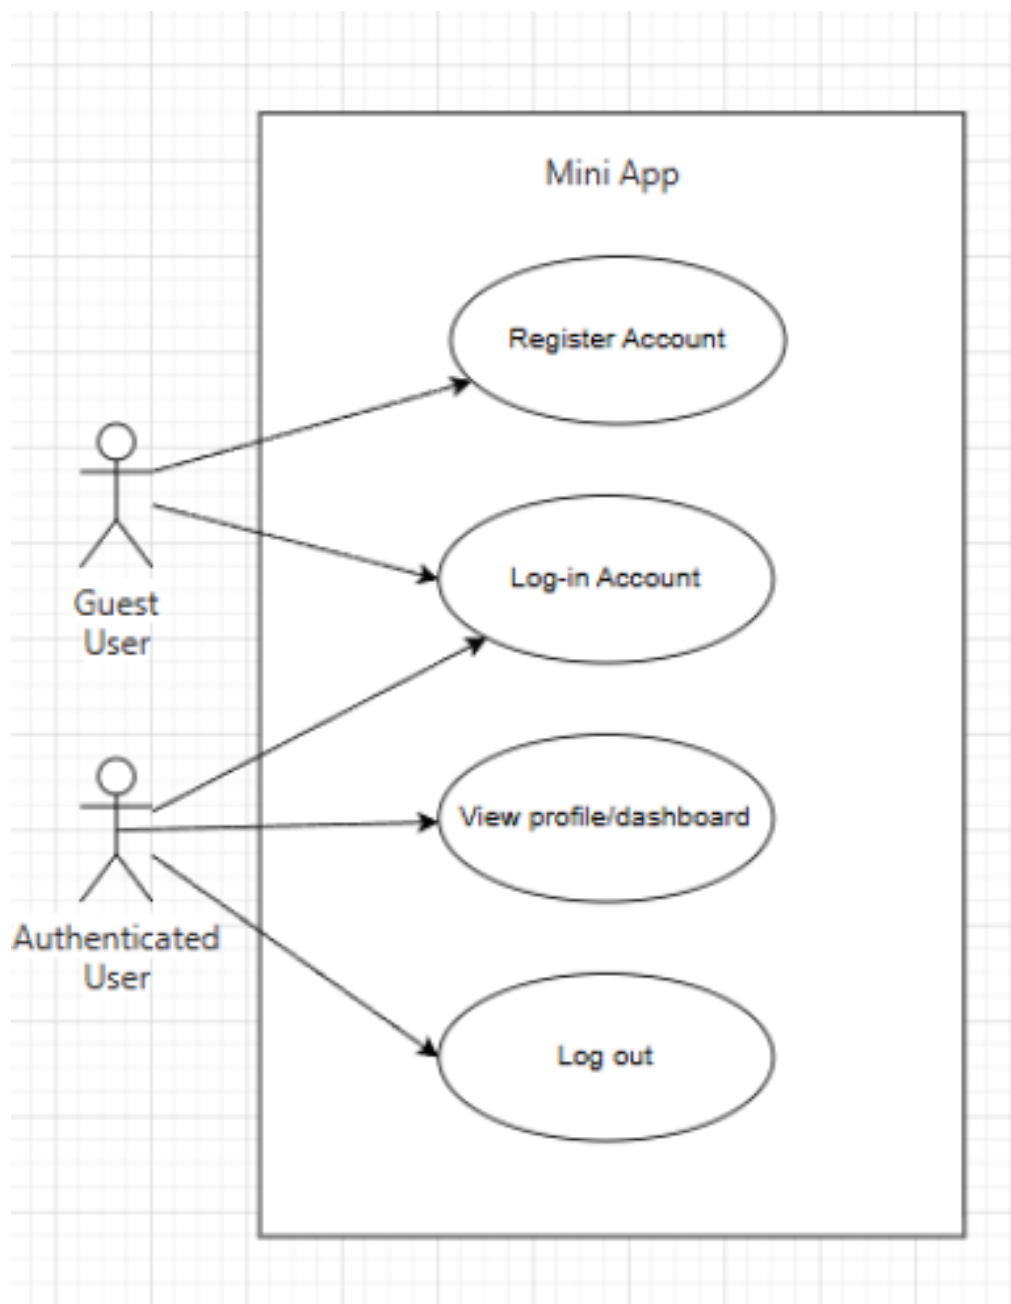 Mini App
Register Account
Log-in Account
Guest
User
View profile/dashboard
Authenticated
User
Log out